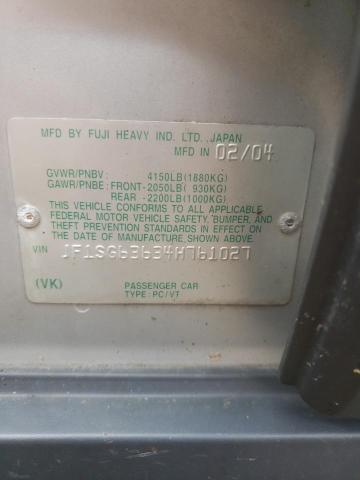 MFD BY FUJI HEAVY IND. LTD., JAPAN
MFD IN 02/04
GVWR/PNBV : 4150LB(1880KG)
GAWR/PNBE: FRONT-2050LB( 930KG)
REAR -2200LB(1000KG)
THIS VEHICLE CONFORMS TO ALL APPLICABLE
FEDERAL MOTOR VEHICLE SAFETY, BUMPER, AND
THEFT PREVENTION STANDARDS IN EFFECT ON
THE DATE OF MANUFACTURE SHOWN ABOVE.
VIN JF1SG63634H761027
(VK) PASSENGER CAR
TYPE: PC/VT